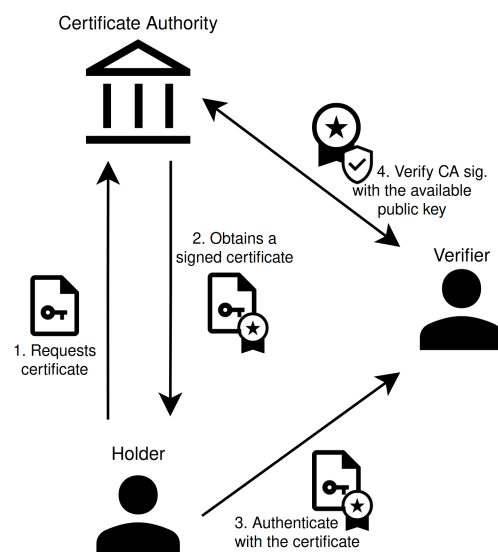 Certificate Authority
4. Verify CA sig.
with the available
public key
2. Obtains a
signed certificate
Verifier
1. Requests
certificate
Holder
3. Authenticate
with the certificate